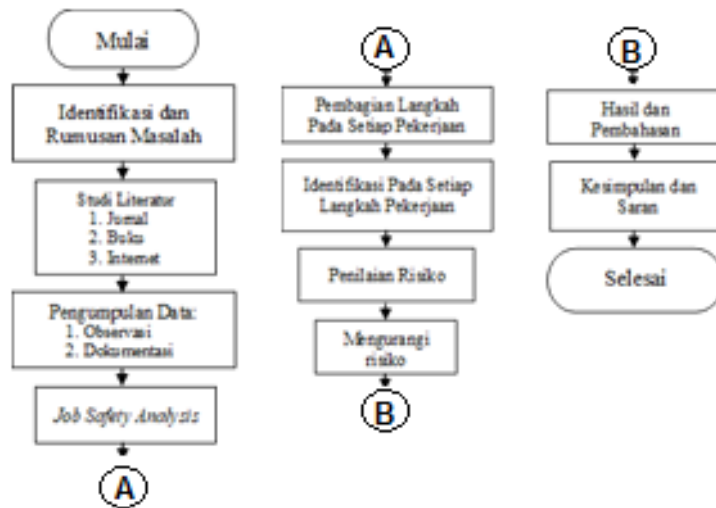 Mulai
Identifikasi dan
Rumusan Masalah
Studi Literatur
1. Jurnal
2. Buku
3. Internet
Pengumpulan Data:
1. Observasi
2. Dokumentasi
Job Safety Analysis
A
A
Pembagian Langkah
Pada Setiap Pekerjaan
Identifikasi Pada Setiap
Langkah Pekerjaan
Penilaian Risiko
Mengurangi
risiko
B
B
Hasil dan
Pembahasan
Kesimpulan dan
Saran
Selesai